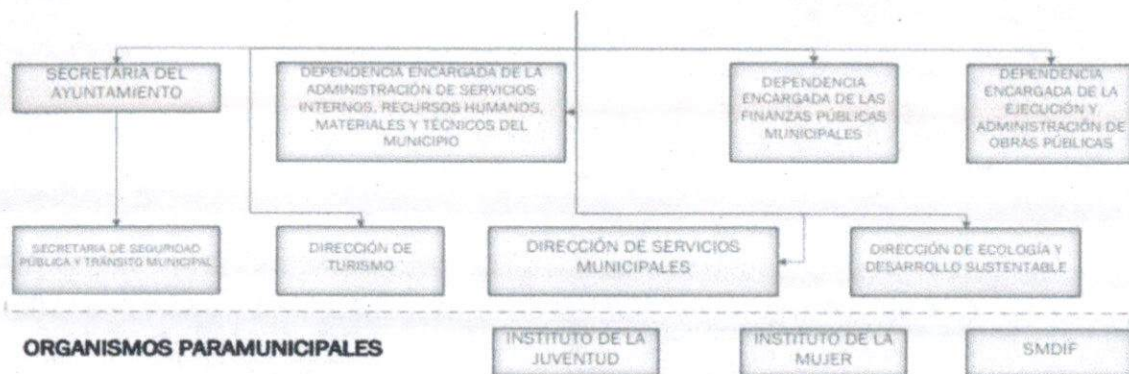 SECRETARIA DEL
AYUNTAMIENTO
DEPENDENCIA ENCARGADA DE LA
ADMINISTRACIÓN DE SERVICIOS
INTERNOS, RECURSOS HUMANOS,
MATERIALES Y TÉCNICOS DEL
MUNICIPIO
DEPENDENCIA
ENCARGADA DE LAS
FINANZAS PÚBLICAS
MUNICIPALES
DEPENDENCIA
ENCARGADA DE LA
EJECUCIÓN Y
ADMINISTRACIÓN DE
OBRAS PÚBLICAS
SECRETARIA DE SEGURIDAD
PÚBLICA Y TRÁNSITO MUNICIPAL
DIRECCIÓN DE
TURISMO
DIRECCIÓN DE SERVICIOS
MUNICIPALES
DIRECCIÓN DE ECOLOGÍA Y
DESARROLLO SUSTENTABLE
ORGANISMOS PARAMUNICIPALES
INSTITUTO DE LA
JUVENTUD
INSTITUTO DE LA
MUJER
SMDIF